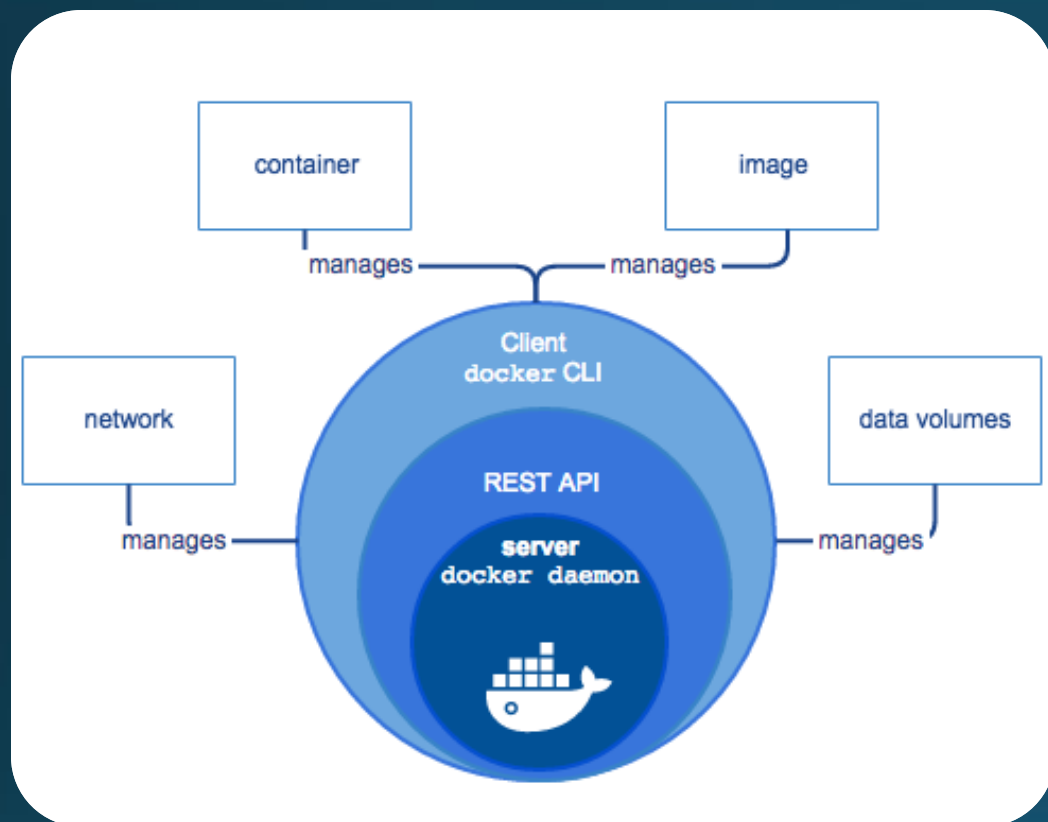 container
image
manages
manages
Client
docker CLI
network
data volumes
REST API
manages
manages
server
docker daemon